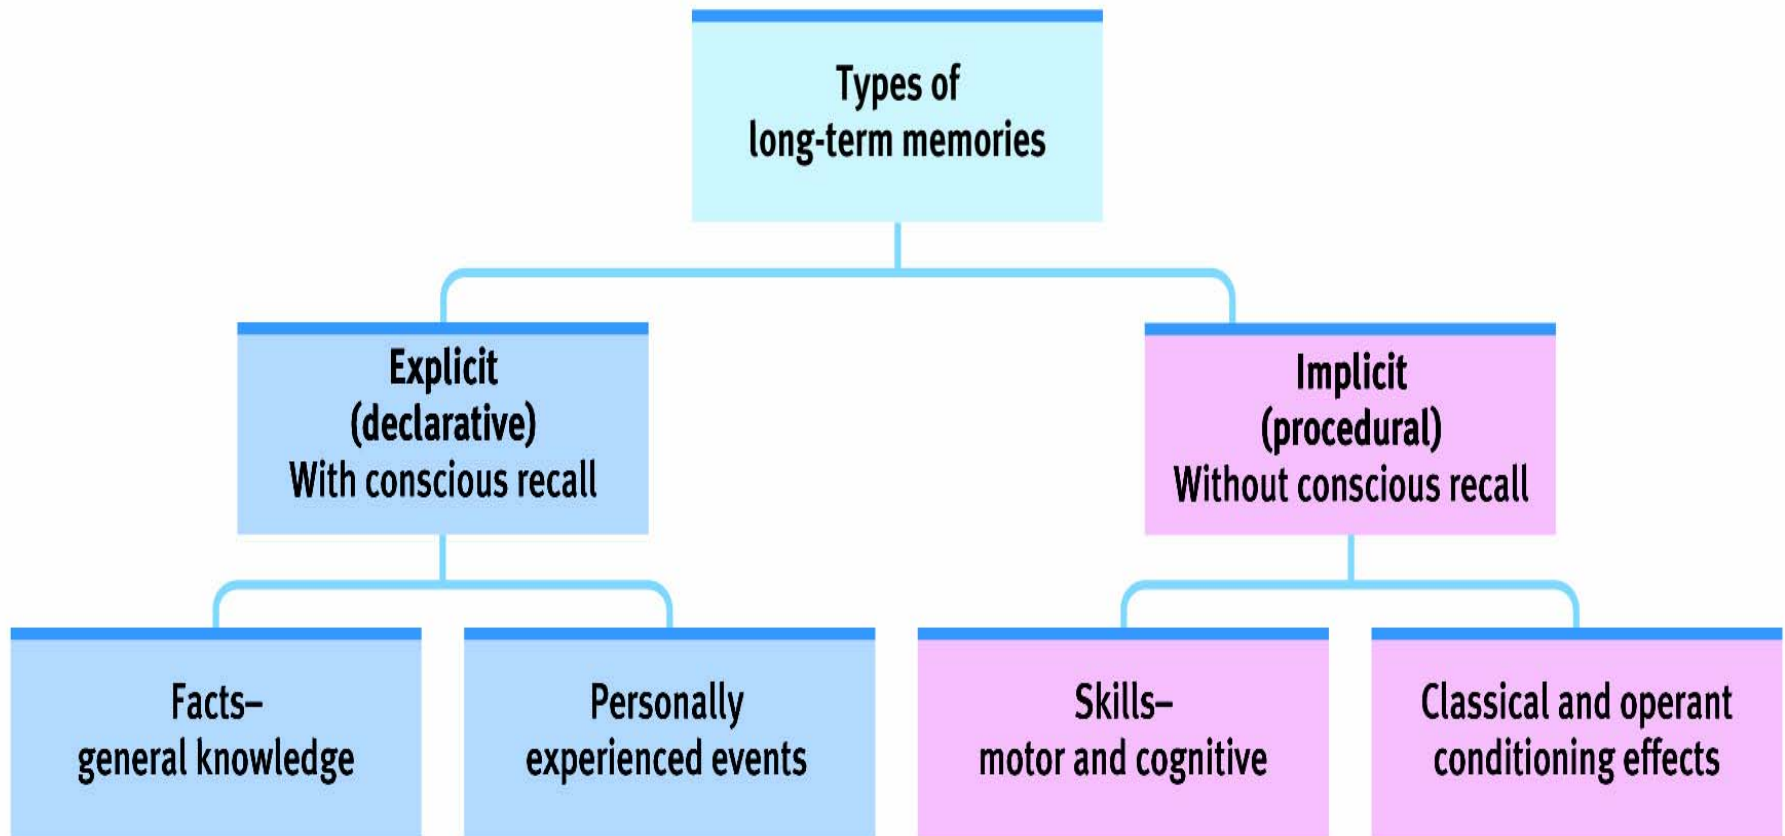 Types of
long-term memories
Explicit
(declarative)
With conscious recall
Implicit
(procedural)
Without conscious recall
Facts–
general knowledge
Personally
experienced events
Skills–
motor and cognitive
Classical and operant
conditioning effects